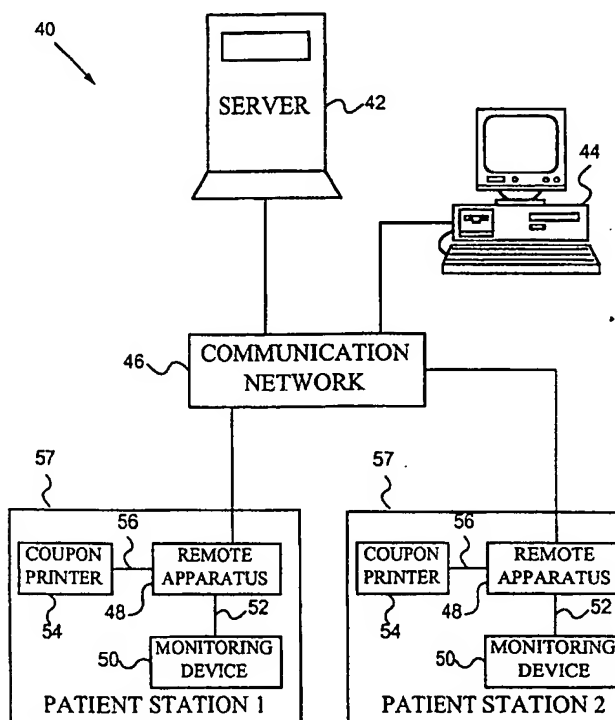 40
SERVER
42
44
46
COMMUNICATION
NETWORK
57
COUPON
PRINTER
54
56
REMOTE
APPARATUS
48
52
50
MONITORING
DEVICE
PATIENT STATION 1
57
COUPON
PRINTER
54
56
REMOTE
APPARATUS
48
52
50
MONITORING
DEVICE
PATIENT STATION 2